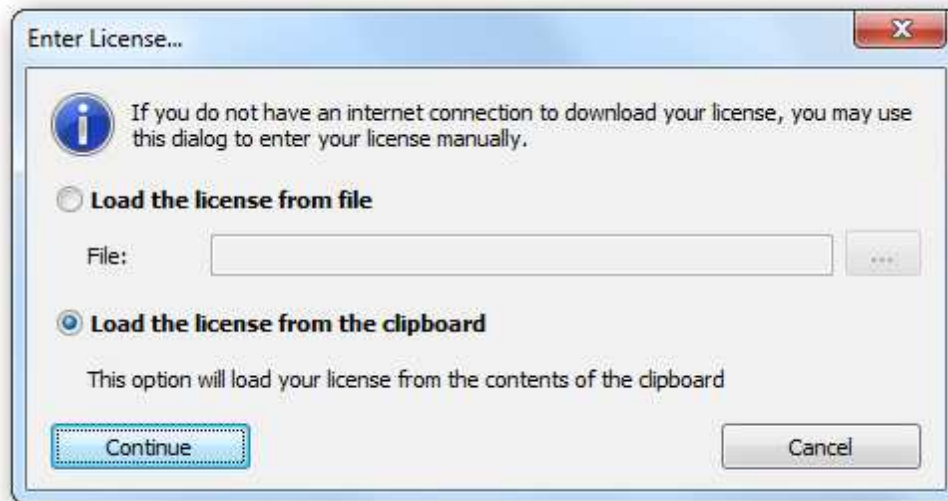 Enter License...
If you do not have an internet connection to download your license, you may use
this dialog to enter your license manually.
Load the license from file
File:
...
Load the license from the clipboard
This option will load your license from the contents of the clipboard
Continue
Cancel